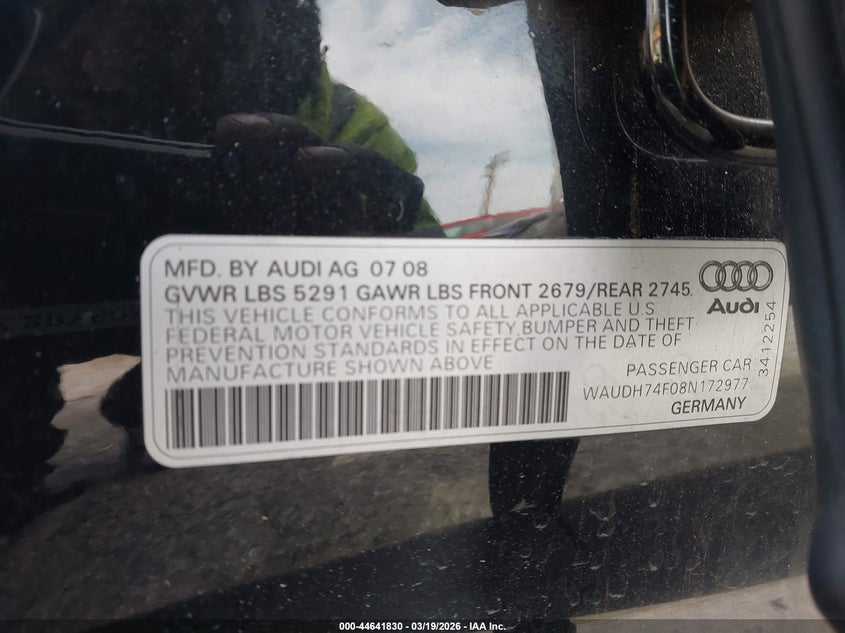 MFD. BY AUDI AG 07 08
GVWR LBS 5291 GAWR LBS FRONT 2679/REAR 2745
THIS VEHICLE CONFORMS TO ALL APPLICABLE U.S
FEDERAL MOTOR VEHICLE SAFETY,BUMPER AND THEFT
PREVENTION STANDARDS IN EFFECT ON THE DATE OF
MANUFACTURE SHOWN ABOVE
Audi
3412254
PASSENGER CAR
WAUDH74F08N172977
GERMANY
000-44641830 - 03/19/2026 - IAA Inc.